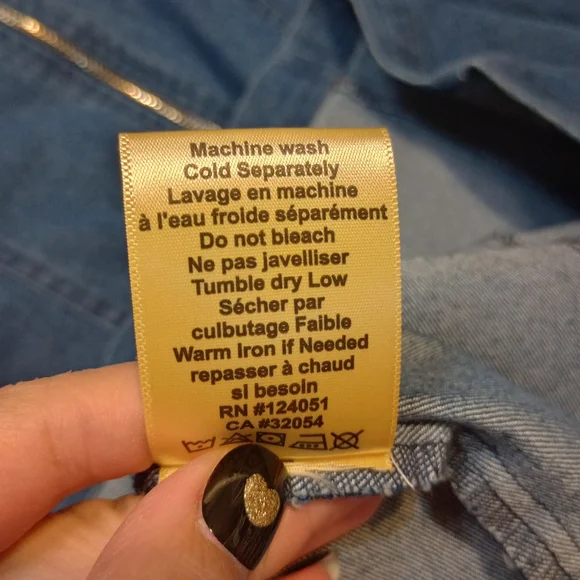 Machine wash
Cold Separately
Lavage en machine
à l'eau froide séparément
Do not bleach
Ne pas javelliser
Tumble dry Low
Sécher par
culbutage Faible
Warm Iron if Needed
repasser à chaud
si besoin
RN #124051
CA #32054